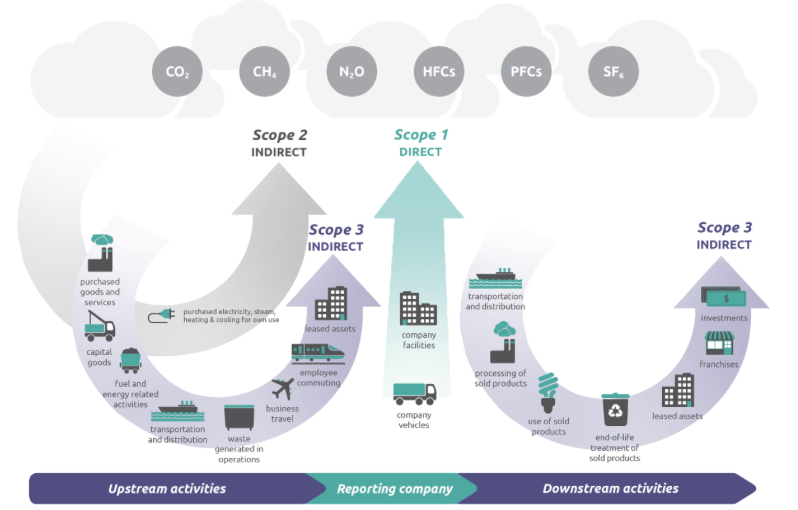 CO₂
CH₄
N₂O
HFCs
PFCs
SF₆
Scope 2
INDIRECT
Scope 1
DIRECT
Scope 3
INDIRECT
Scope 3
INDIRECT
purchased
goods and
services
capital
goods
fuel and
energy related
activities
transportation
and distribution
waste
generated in
operations
business
travel
employee
commuting
leased assets
purchased electricity, steam,
heating & cooling for own use
company
facilities
company
vehicles
transportation
and distribution
processing of
sold products
use of sold
products
end-of-life
treatment of
sold products
leased assets
franchises
$
investments
Upstream activities
Reporting company
Downstream activities